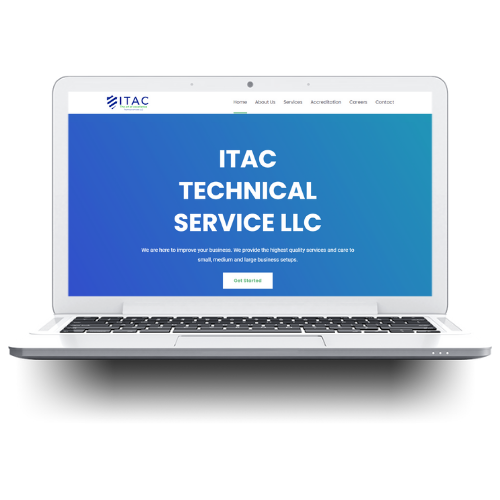 ITAC
Home About Us Services Accreditation Careers Contact
ITAC
TECHNICAL
SERVICE LLC
We are here to improve your business. We provide the highest quality services and care to
small, medium and large business setups.
Get Started